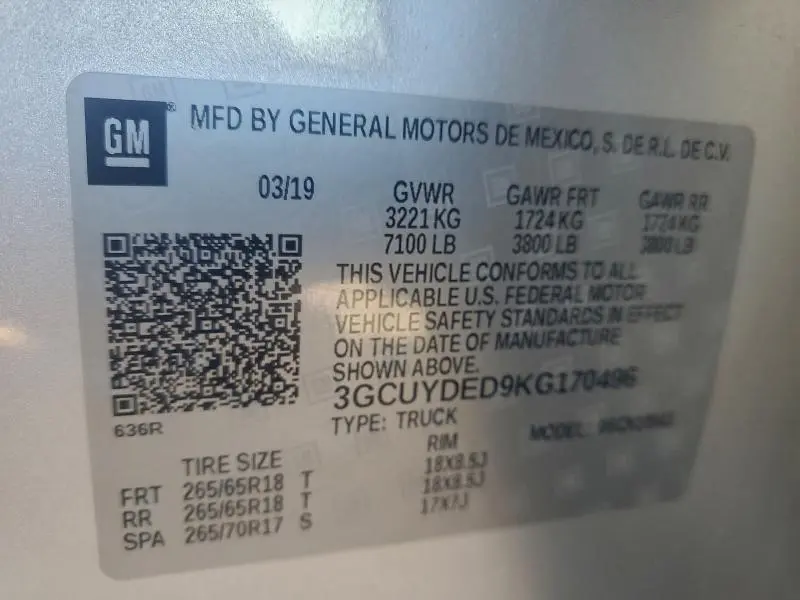 GM® MFD BY GENERAL MOTORS DE MEXICO, S. DE R.L. DE C.V.
03/19 GVWR GAWR FRT GAWR RR
3221 KG 1724 KG 1724 KG
7100 LB 3800 LB 3800 LB
THIS VEHICLE CONFORMS TO ALL
APPLICABLE U.S. FEDERAL MOTOR
VEHICLE SAFETY STANDARDS IN EFFECT
ON THE DATE OF MANUFACTURE
SHOWN ABOVE.
3GCUYDED9KG170496
636R
TYPE: TRUCK MODEL:
TIRE SIZE RIM
FRT 265/65R18 T 18X8.5J
RR 265/65R18 T 18X8.5J
SPA 265/70R17 S 17X7J